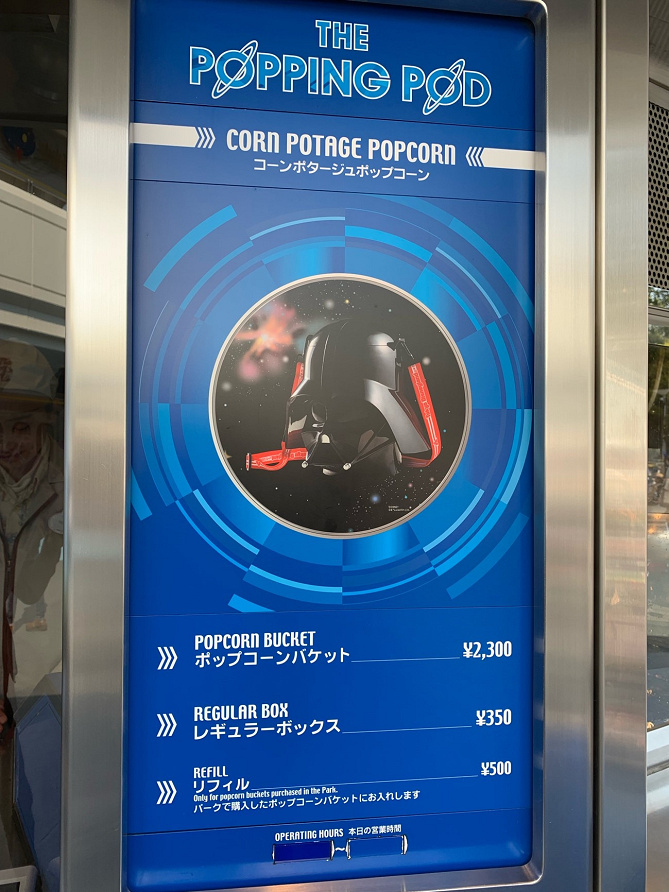 THE
POPPING POD
CORN POTAGE POPCORN
コーンポタージュポップコーン
POPCORN BUCKET
ポップコーンバケット ¥2,300
REGULAR BOX
レギュラーボックス ¥350
REFILL
リフィル ¥500
Only for popcorn buckets purchased in the Park.
パークで購入したポップコーンバケットにお入れします
OPERATING HOURS 本日の営業時間
~